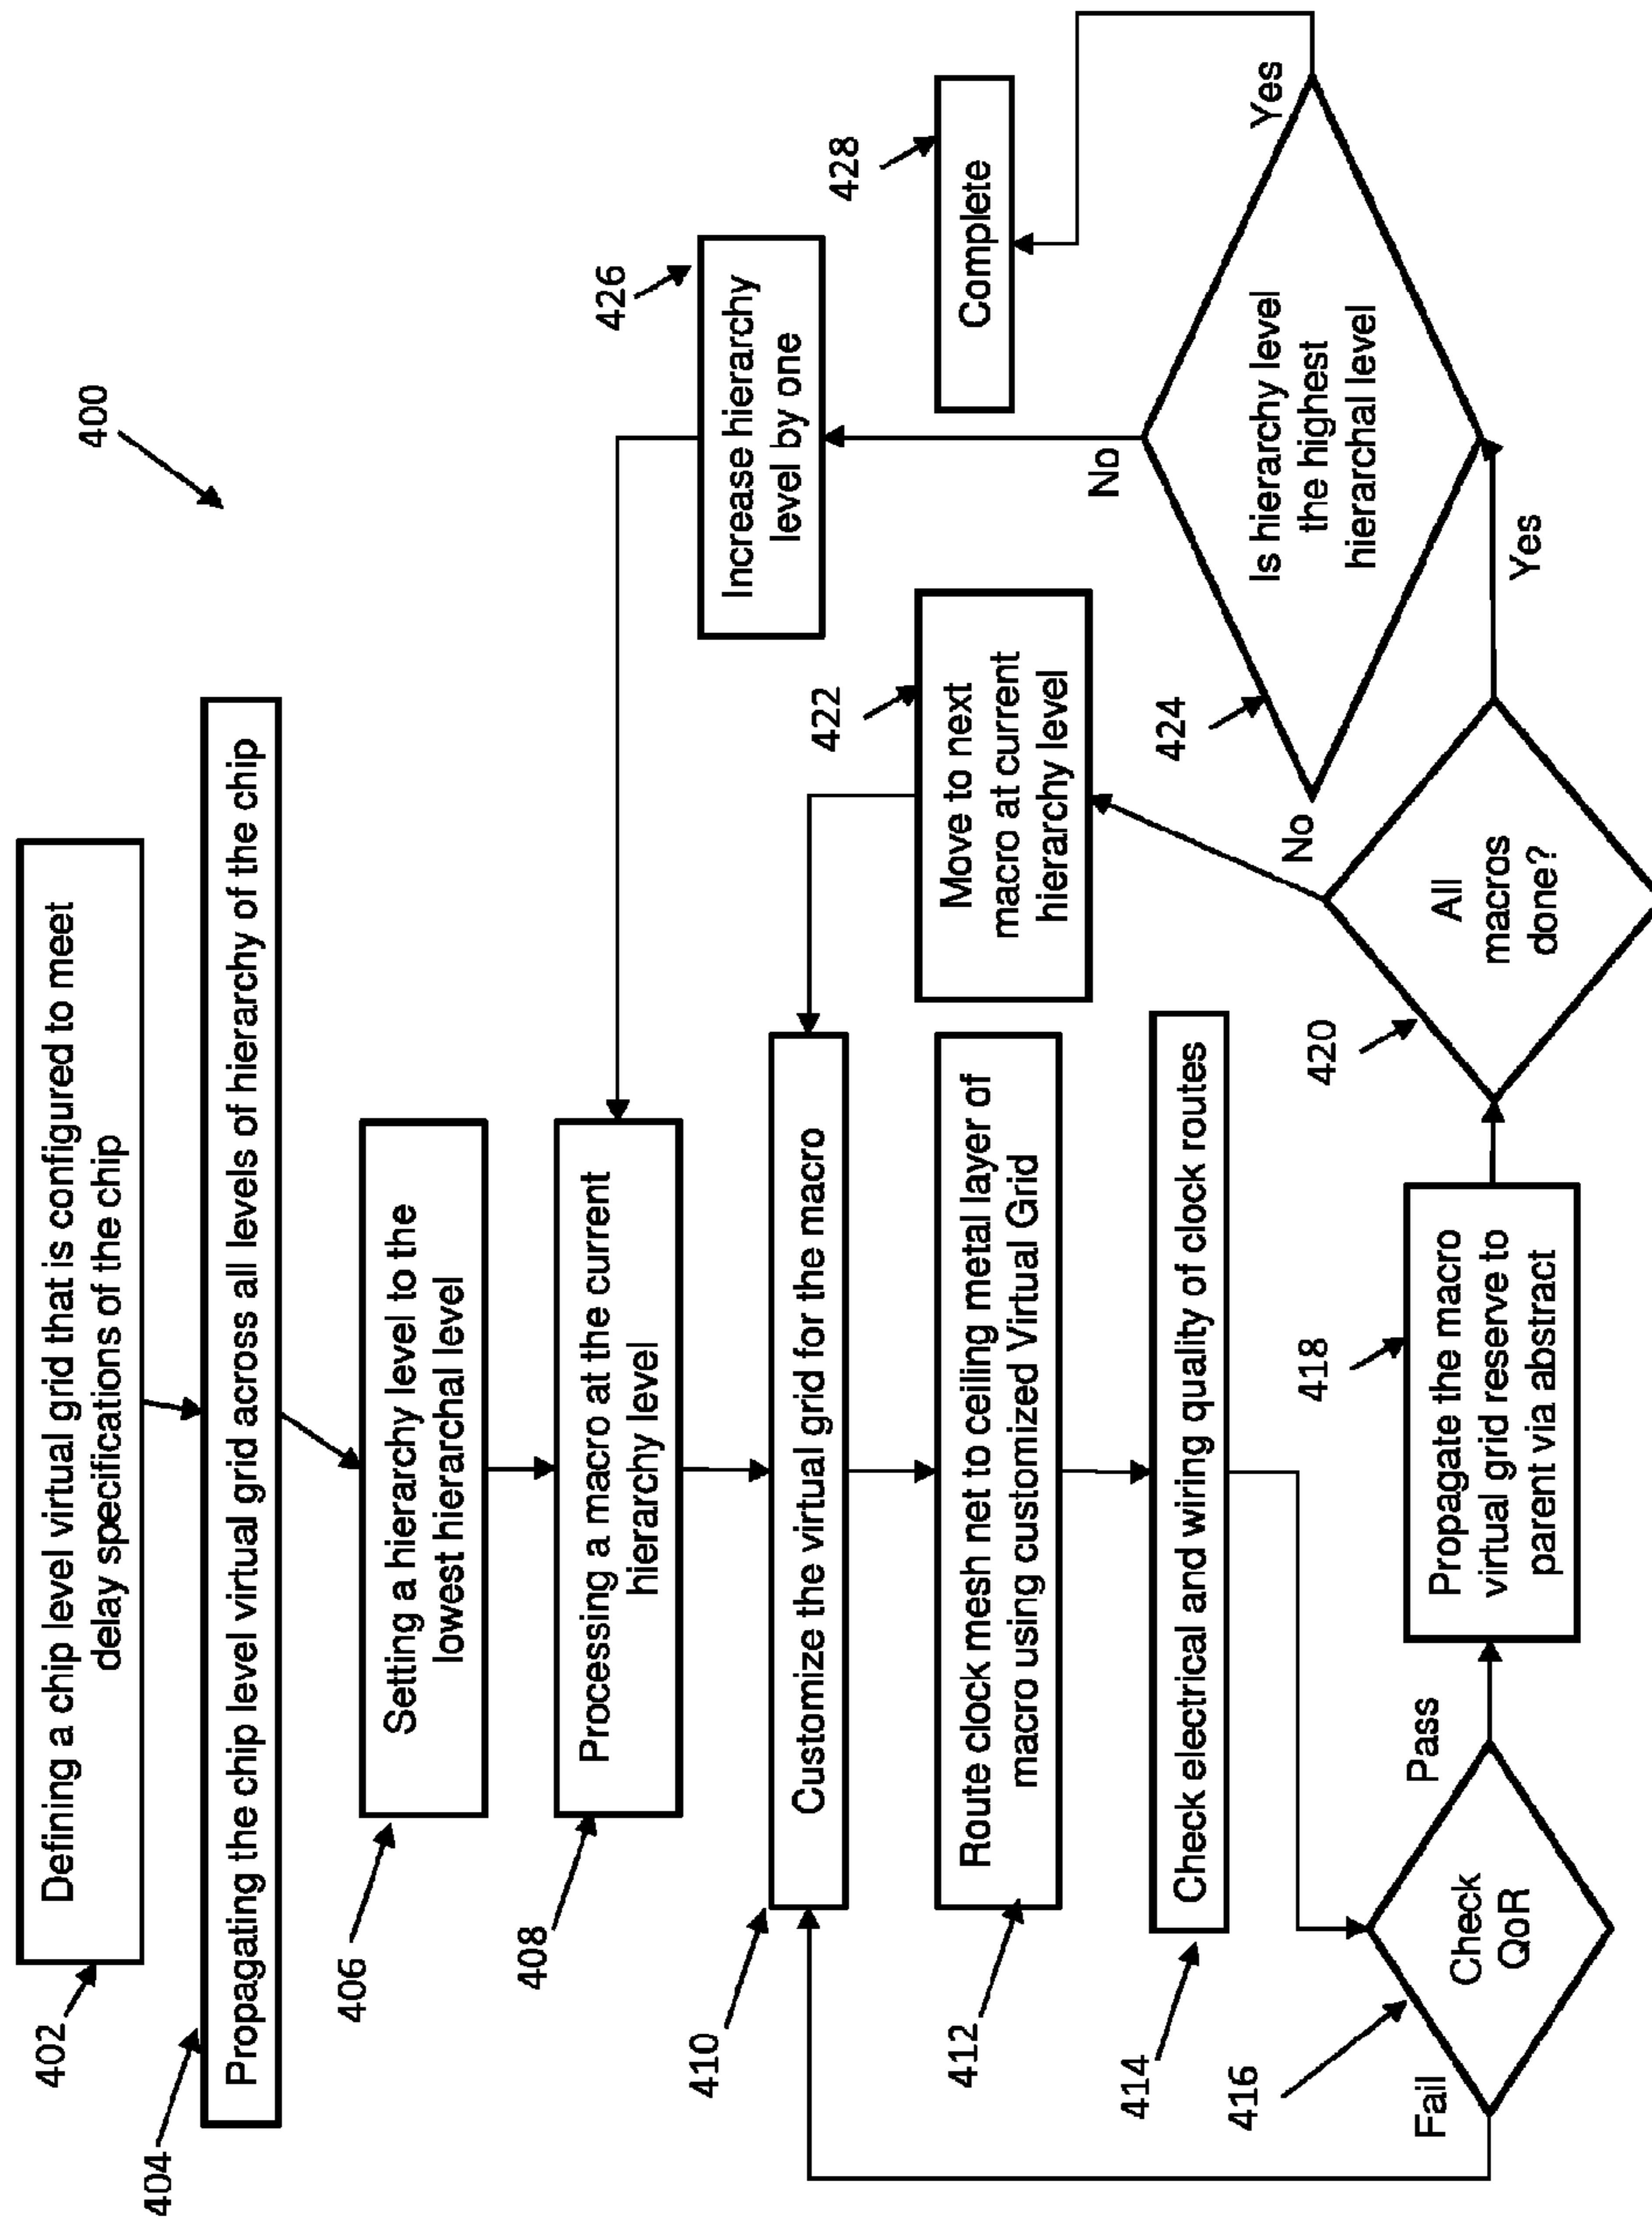 400
402
Defining a chip level virtual grid that is configured to meet
delay specifications of the chip
404
Propagating the chip level virtual grid across all levels of hierarchy of the chip
406
Setting a hierarchy level to the
lowest hierarchal level
408
Processing a macro at the current
hierarchy level
410
Customize the virtual grid for the macro
412
Route clock mesh net to ceiling metal layer of
macro using customized Virtual Grid
414
Check electrical and wiring quality of clock routes
416
Check
QoR
Fail
Pass
418
Propagate the macro
virtual grid reserve to
parent via abstract
420
All
macros
done?
No
Yes
422
Move to next
macro at current
hierarchy level
424
Is hierarchy level
the highest
hierarchal level
No
Yes
426
Increase hierarchy
level by one
428
Complete